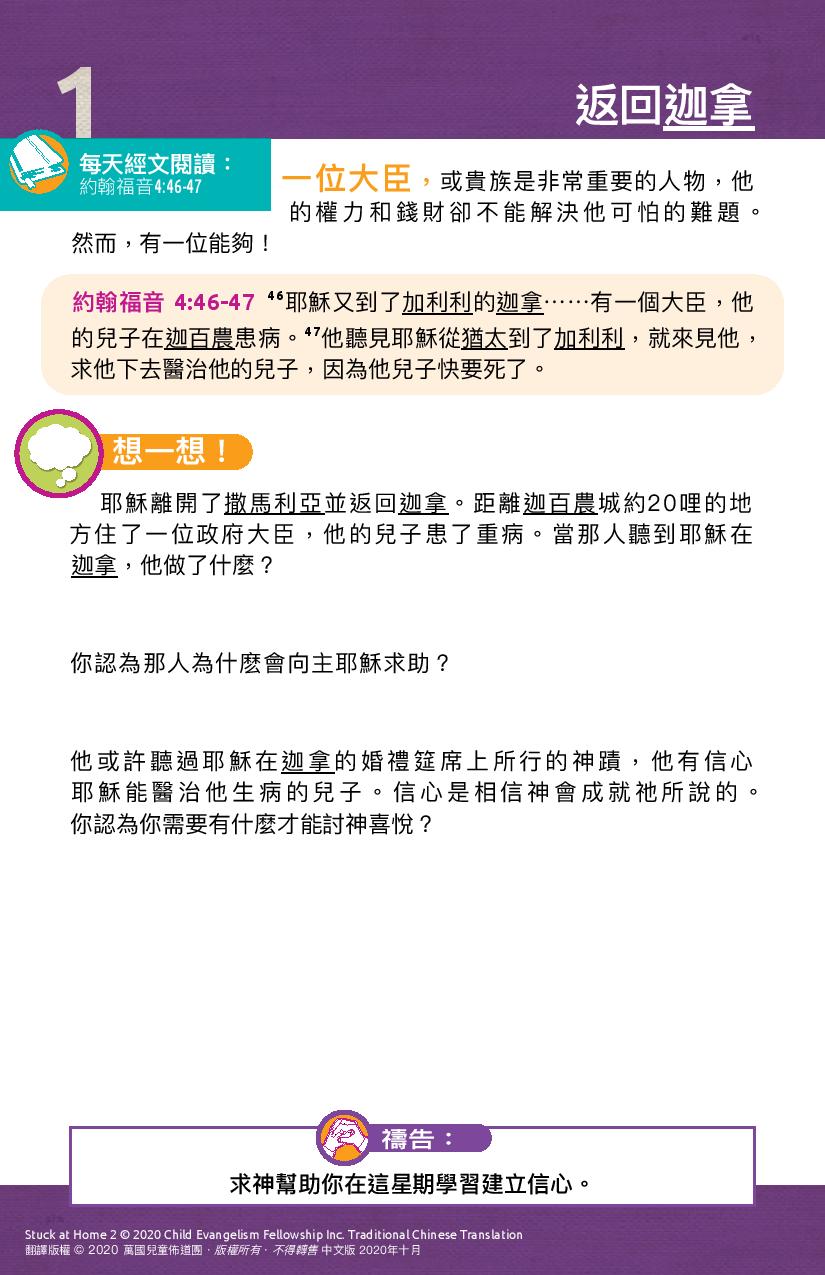 1
返回迦拿
每天經文閱讀：
約翰福音4:46-47
一位大臣，或貴族是非常重要的人物，他
的權力和錢財卻不能解決他可怕的難題。
然而，有一位能夠！
約翰福音 4:46-47 ⁴⁶耶穌又到了加利利的迦拿⋯⋯有一個大臣，他
的兒子在迦百農患病。⁴⁷他聽見耶穌從猶太到了加利利，就來見他，
求他下去醫治他的兒子，因為他兒子快要死了。
想一想！
耶穌離開了撒馬利亞並返回迦拿。距離迦百農城約20哩的地
方住了一位政府大臣，他的兒子患了重病。當那人聽到耶穌在
迦拿，他做了什麼？
你認為那人為什麽會向主耶穌求助？
他或許聽過耶穌在迦拿的婚禮筵席上所行的神蹟，他有信心
耶穌能醫治他生病的兒子。信心是相信神會成就祂所說的。
你認為你需要有什麼才能討神喜悅？
禱告：
求神幫助你在這星期學習建立信心。
Stuck at Home 2 © 2020 Child Evangelism Fellowship Inc. Traditional Chinese Translation
翻譯版權 © 2020 萬國兒童佈道團．版權所有．不得轉售 中文版 2020年十月